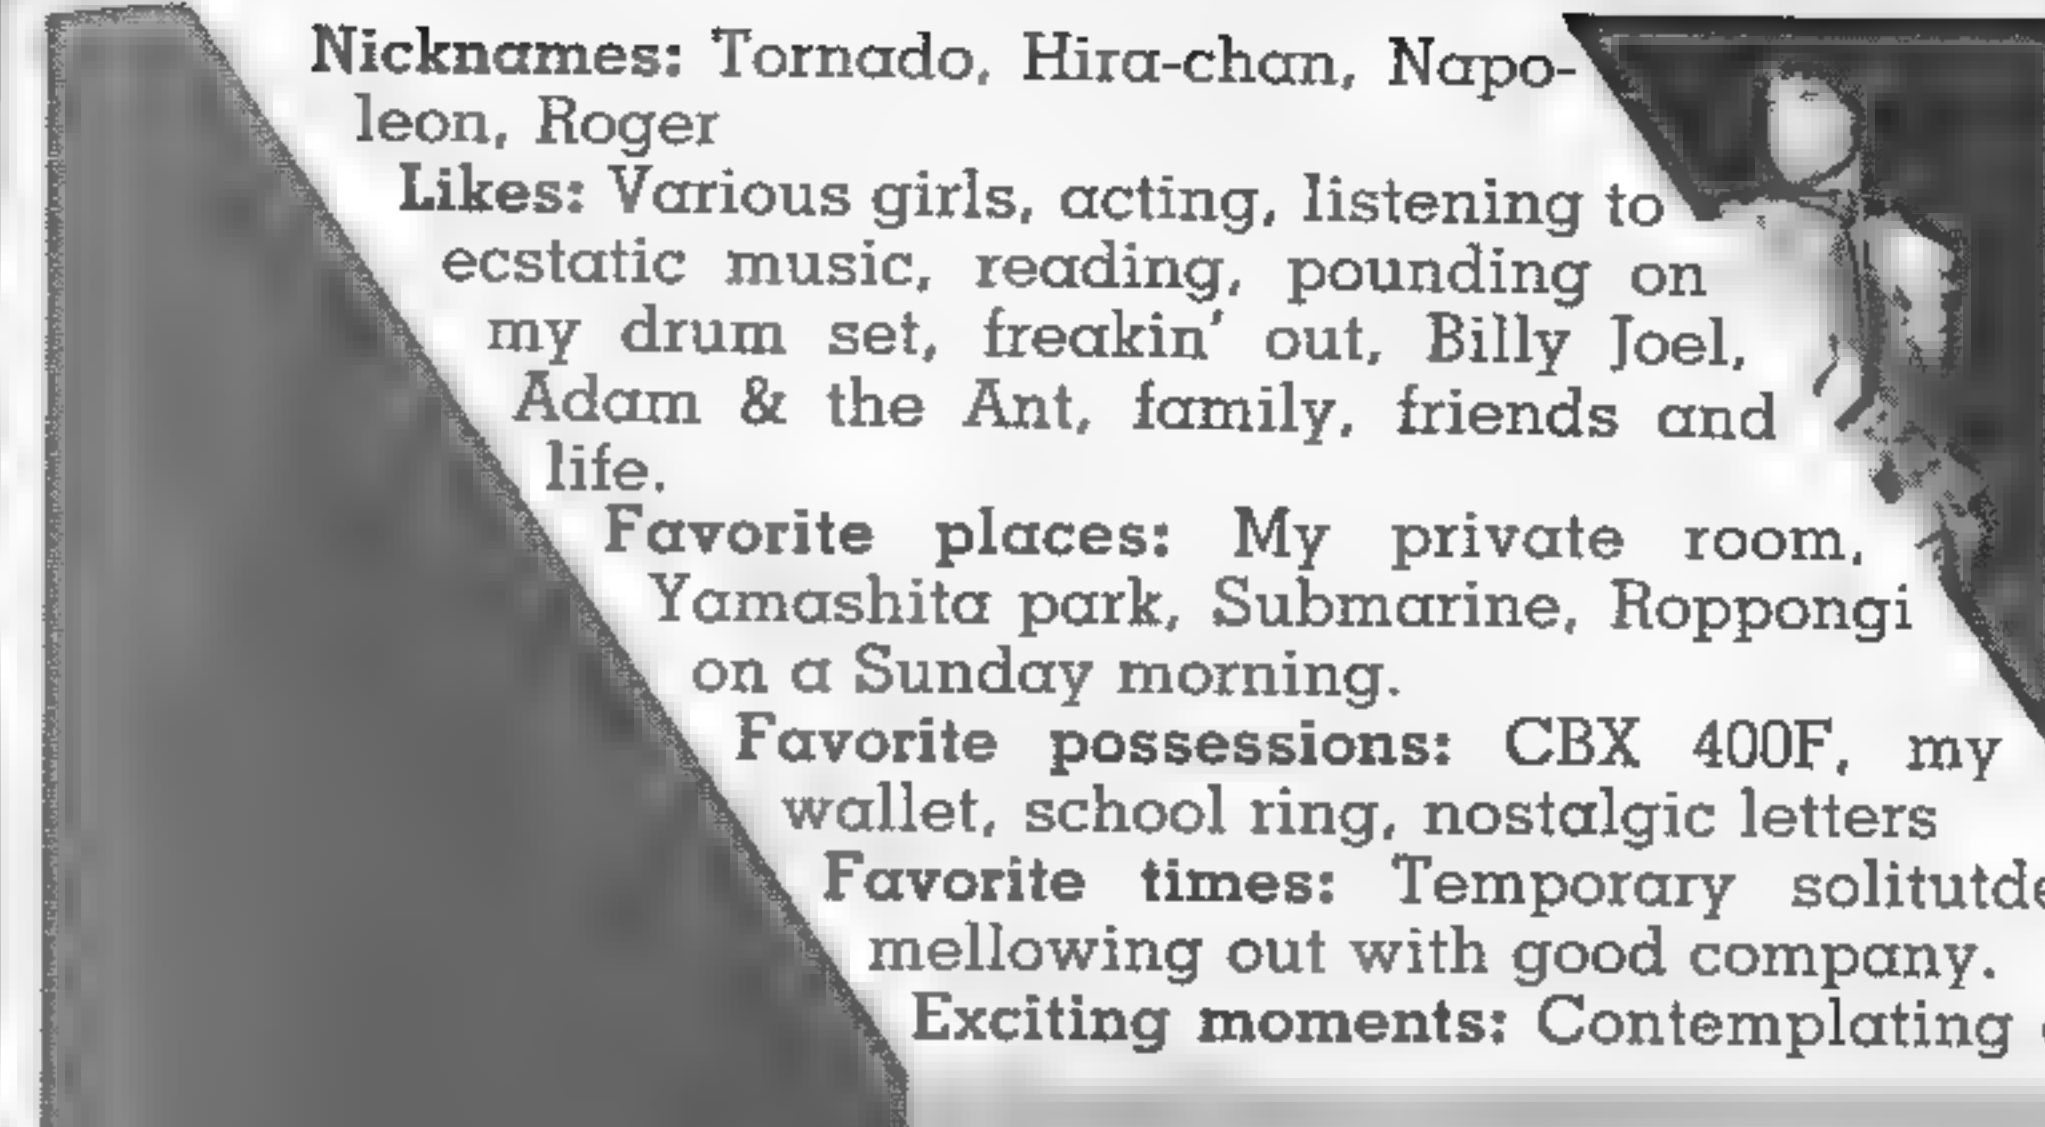 Nicknames: Tornado, Hira-chan, Napo-
leon, Roger
Likes: Various girls, acting, listening to
ecstatic music, reading, pounding on
my drum set, freakin' out, Billy Joel,
Adam & the Ant, family, friends and
life.
Favorite places: My private room,
Yamashita park, Submarine, Roppongi
on a Sunday morning.
Favorite possessions: CBX 400F, my
wallet, school ring, nostalgic letters
Favorite times: Temporary solitutde
mellowing out with good company.
Exciting moments: Contemplating